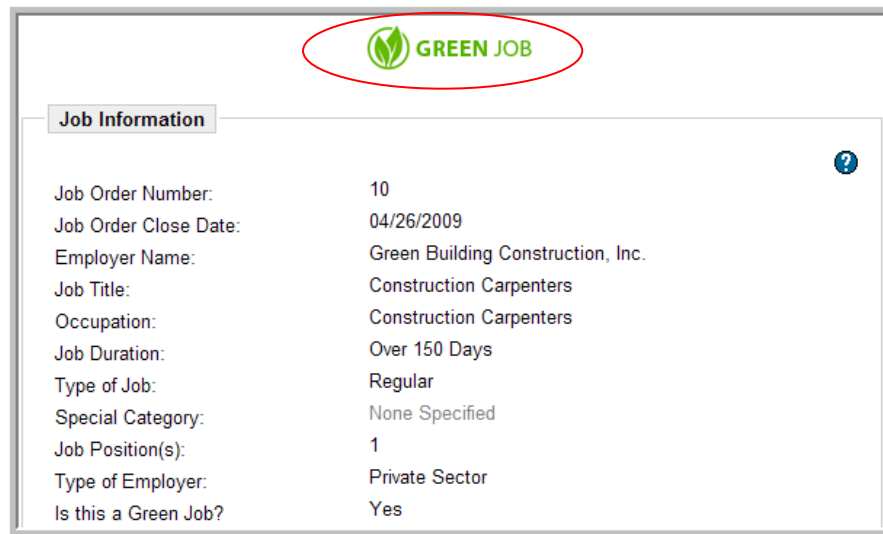 GREEN JOB
Job Information
?
Job Order Number: 10
Job Order Close Date: 04/26/2009
Employer Name: Green Building Construction, Inc.
Job Title: Construction Carpenters
Occupation: Construction Carpenters
Job Duration: Over 150 Days
Type of Job: Regular
Special Category: None Specified
Job Position(s): 1
Type of Employer: Private Sector
Is this a Green Job? Yes